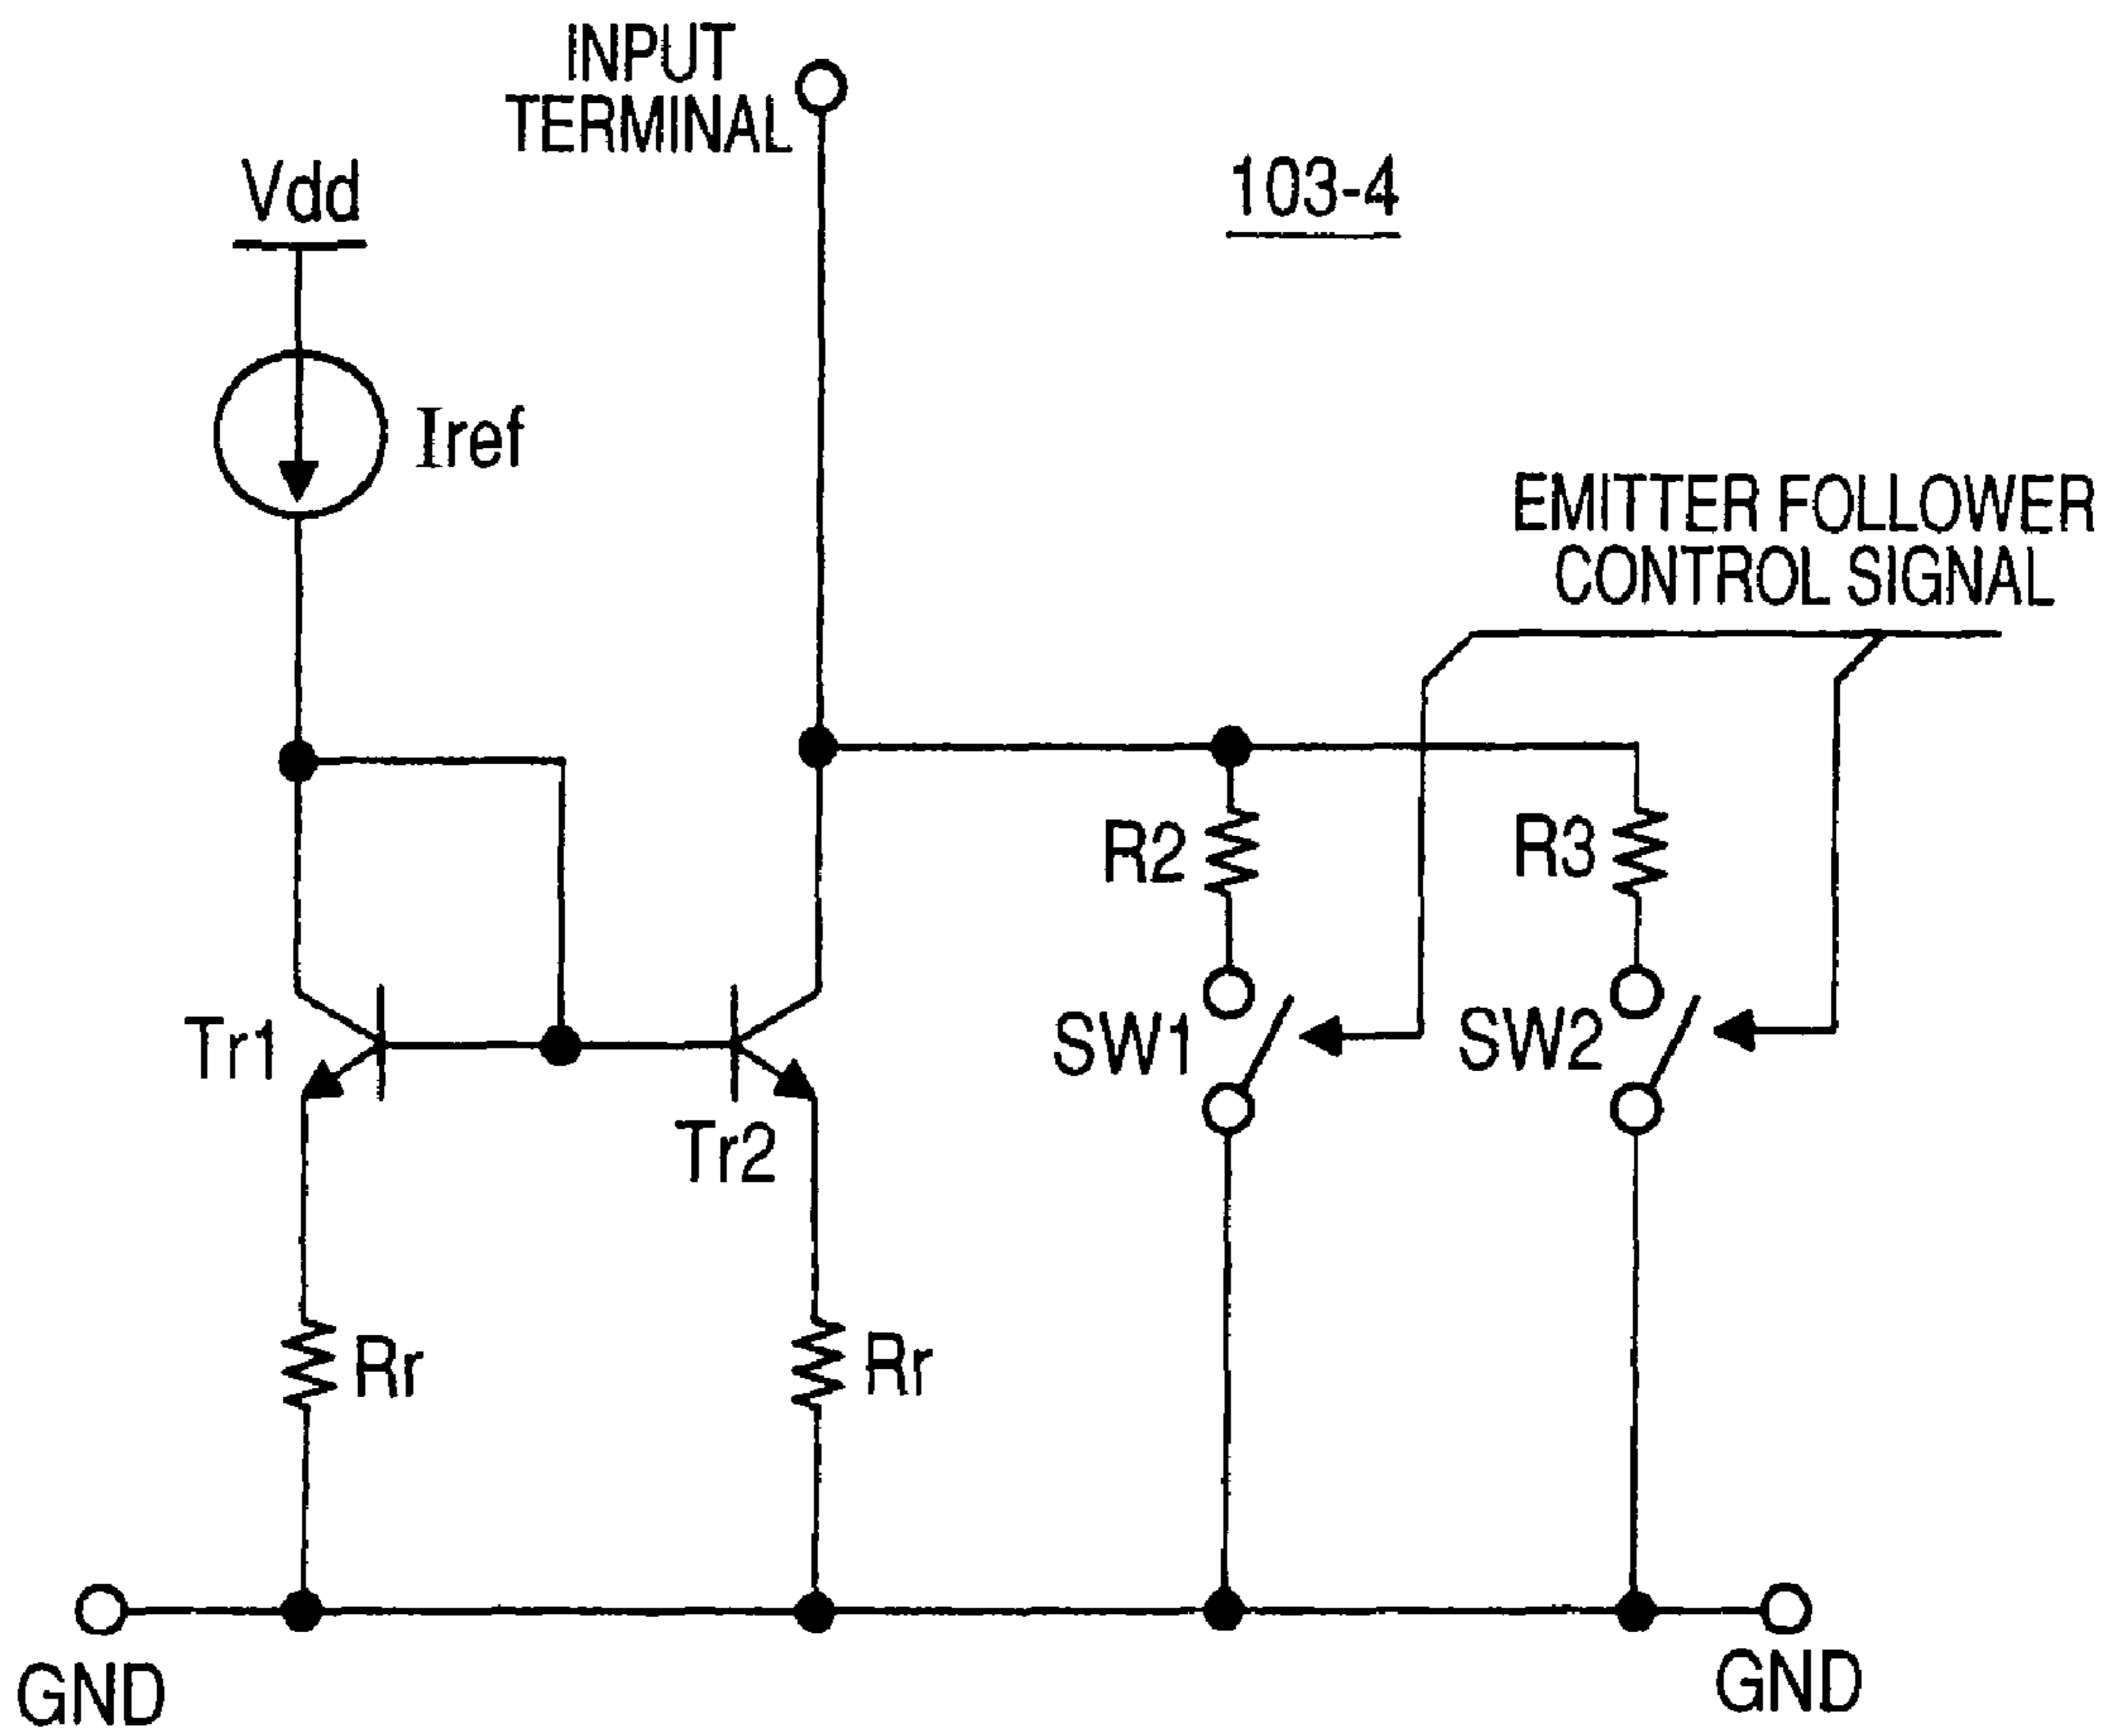 INPUT
TERMINAL
Vdd
103-4
Iref
EMITTER FOLLOWER
CONTROL SIGNAL
R2
R3
Tr1
Tr2
SW1
SW2
Rr
Rr
GND
GND